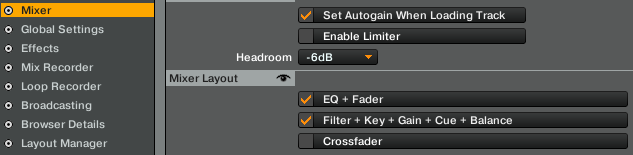 Mixer
Global Settings
Effects
Mix Recorder
Loop Recorder
Broadcasting
Browser Details
Layout Manager
Set Autogain When Loading Track
Enable Limiter
Headroom -6dB
Mixer Layout
EQ + Fader
Filter + Key + Gain + Cue + Balance
Crossfader